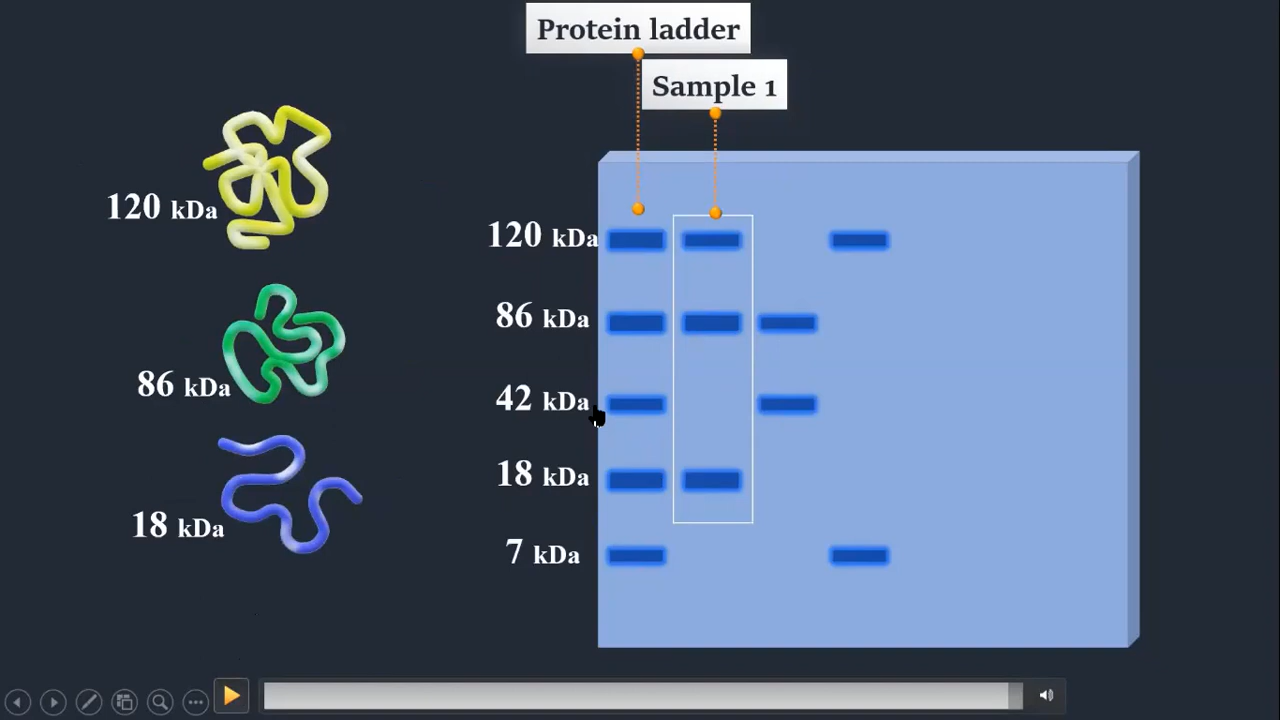 Protein ladder
Sample 1
120 kDa
86 kDa
18 kDa
120 kDa
86 kDa
42 kDa
18 kDa
7 kDa